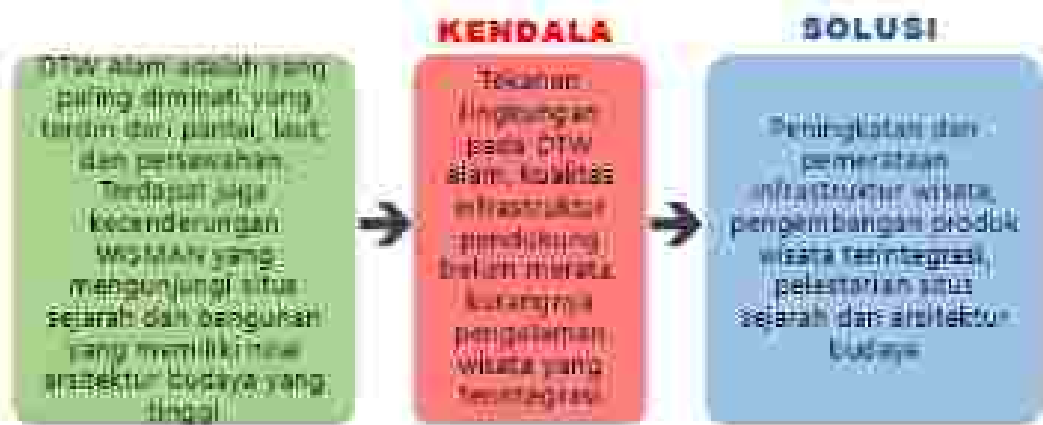 KENDALA
SOLUSI
DTW Alam adalah yang
paling diminati yang
terdiri dari pantai, laut
dan persawahan.
Terdapat juga
kecenderungan
WISMAN yang
mengunjungi situs
sejarah dan bangunan
yang memiliki nilai
arsitektur budaya yang
tinggi
Tekanan
lingkungan
pada DTW
alam, kualitas
infrastruktur
pendukung
belum merata,
kurangnya
pengalaman
wisata yang
terintegrasi
Peningkatan dan
pemerataan
infrastruktur wisata,
pengembangan produk
wisata terintegrasi,
pelestarian situs
sejarah dan arsitektur
budaya